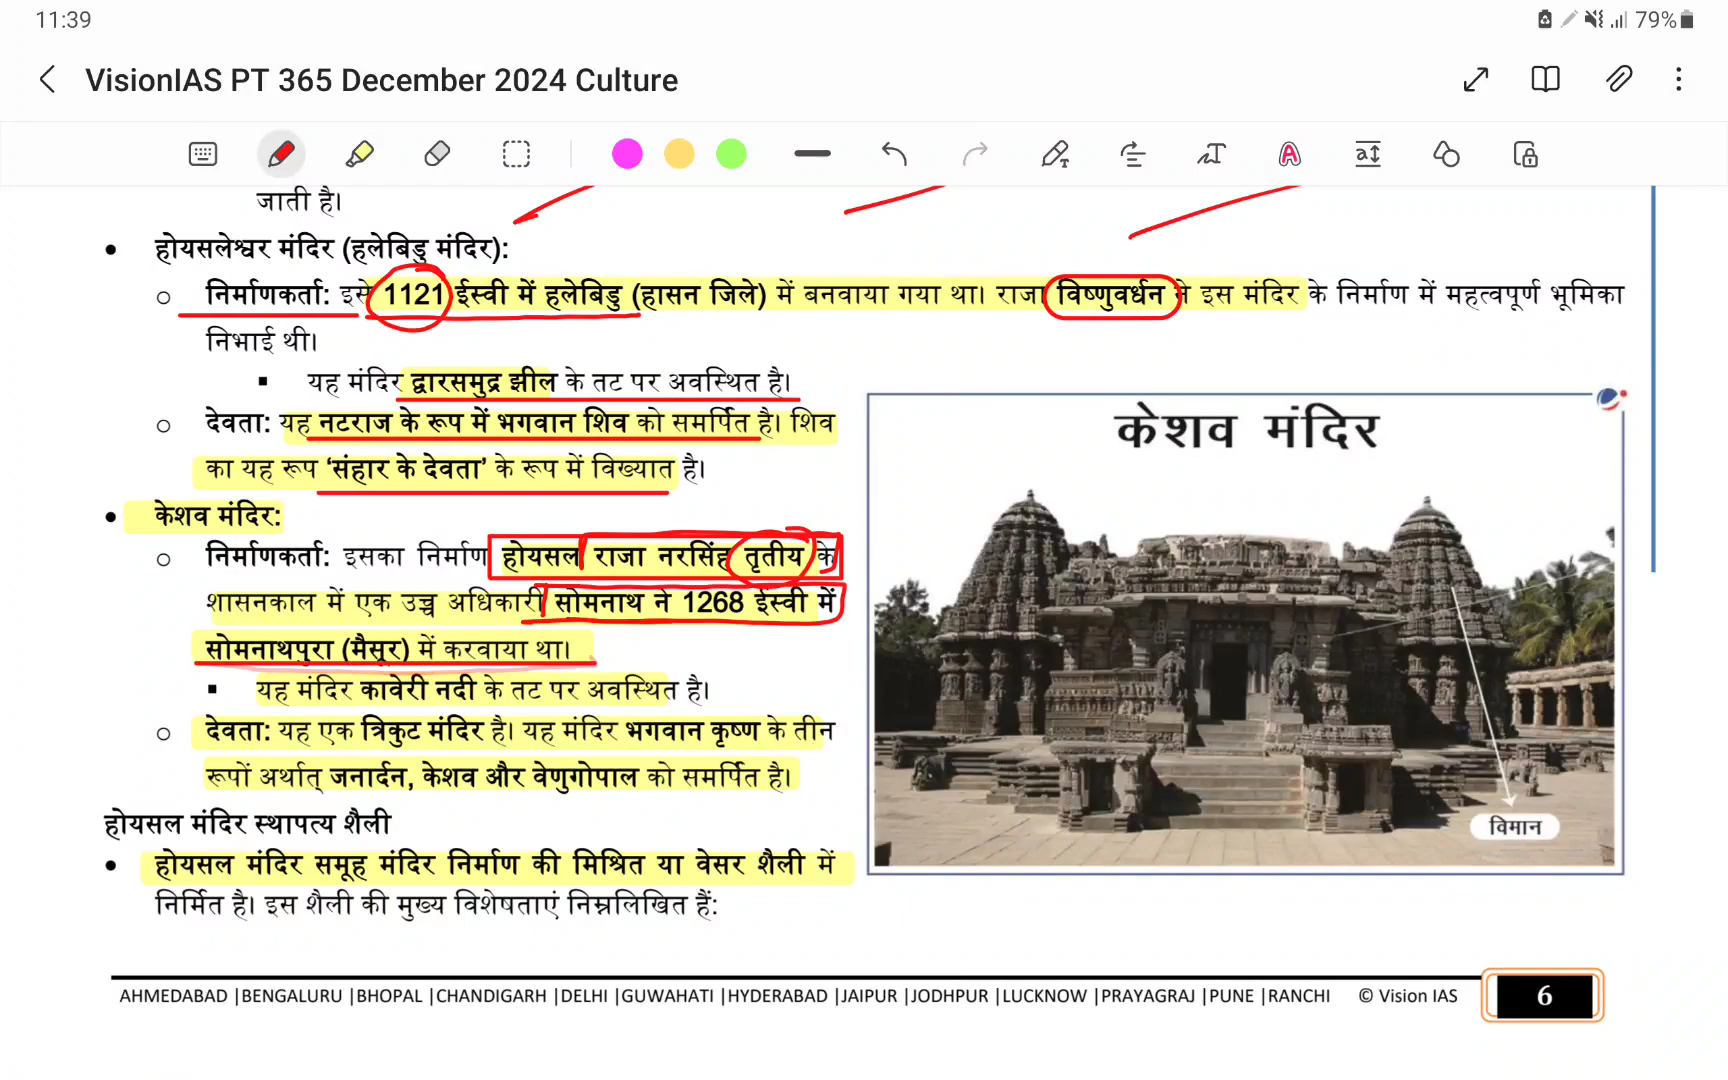 11:39
79%
VisionIAS PT 365 December 2024 Culture
जाती है।
• होयसलेश्वर मंदिर (हलेबिडु मंदिर):
o निर्माणकर्ता: इसे 1121 ईस्वी में हलेबिडु (हासन जिले) में बनवाया गया था। राजा विष्णुवर्धन ने इस मंदिर के निर्माण में महत्वपूर्ण भूमिका
निभाई थी।
▪ यह मंदिर द्वारसमुद्र झील के तट पर अवस्थित है।
o देवता: यह नटराज के रूप में भगवान शिव को समर्पित है। शिव
का यह रूप ‘संहार के देवता’ के रूप में विख्यात है।
• केशव मंदिर:
o निर्माणकर्ता: इसका निर्माण होयसल राजा नरसिंह तृतीय के
शासनकाल में एक उच्च अधिकारी सोमनाथ ने 1268 ईस्वी में
सोमनाथपुरा (मैसूर) में करवाया था।
▪ यह मंदिर कावेरी नदी के तट पर अवस्थित है।
o देवता: यह एक त्रिकुट मंदिर है। यह मंदिर भगवान कृष्ण के तीन
रूपों अर्थात् जनार्दन, केशव और वेणुगोपाल को समर्पित है।
केशव मंदिर
विमान
होयसल मंदिर स्थापत्य शैली
• होयसल मंदिर समूह मंदिर निर्माण की मिश्रित या वेसर शैली में
निर्मित है। इस शैली की मुख्य विशेषताएं निम्नलिखित हैं:
AHMEDABAD |BENGALURU |BHOPAL |CHANDIGARH |DELHI |GUWAHATI |HYDERABAD |JAIPUR |JODHPUR |LUCKNOW |PRAYAGRAJ |PUNE |RANCHI © Vision IAS
6